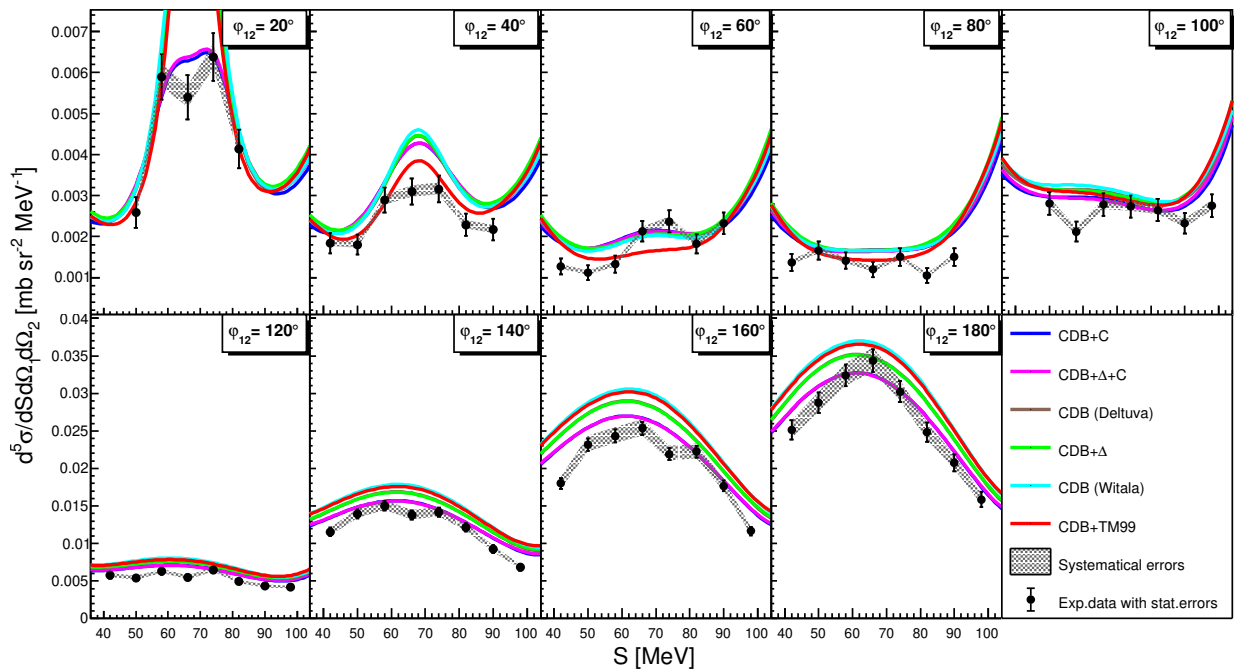 d⁵σ/dSdΩ₁dΩ₂ [mb sr⁻² MeV⁻¹]
0.007
0.006
0.005
0.004
0.003
0.002
0.001
φ₁₂= 20°
φ₁₂= 40°
φ₁₂= 60°
φ₁₂= 80°
φ₁₂= 100°
0.04
0.035
0.03
0.025
0.02
0.015
0.01
0.005
0
φ₁₂= 120°
φ₁₂= 140°
φ₁₂= 160°
φ₁₂= 180°
CDB+C
CDB+Δ+C
CDB (Deltuva)
CDB+Δ
CDB (Witala)
CDB+TM99
Systematical errors
Exp.data with stat.errors
40 50 60 70 80 90 100 40 50 60 70 80 90 100 40 50 60 70 80 90 100 40 50 60 70 80 90 100
S [MeV]